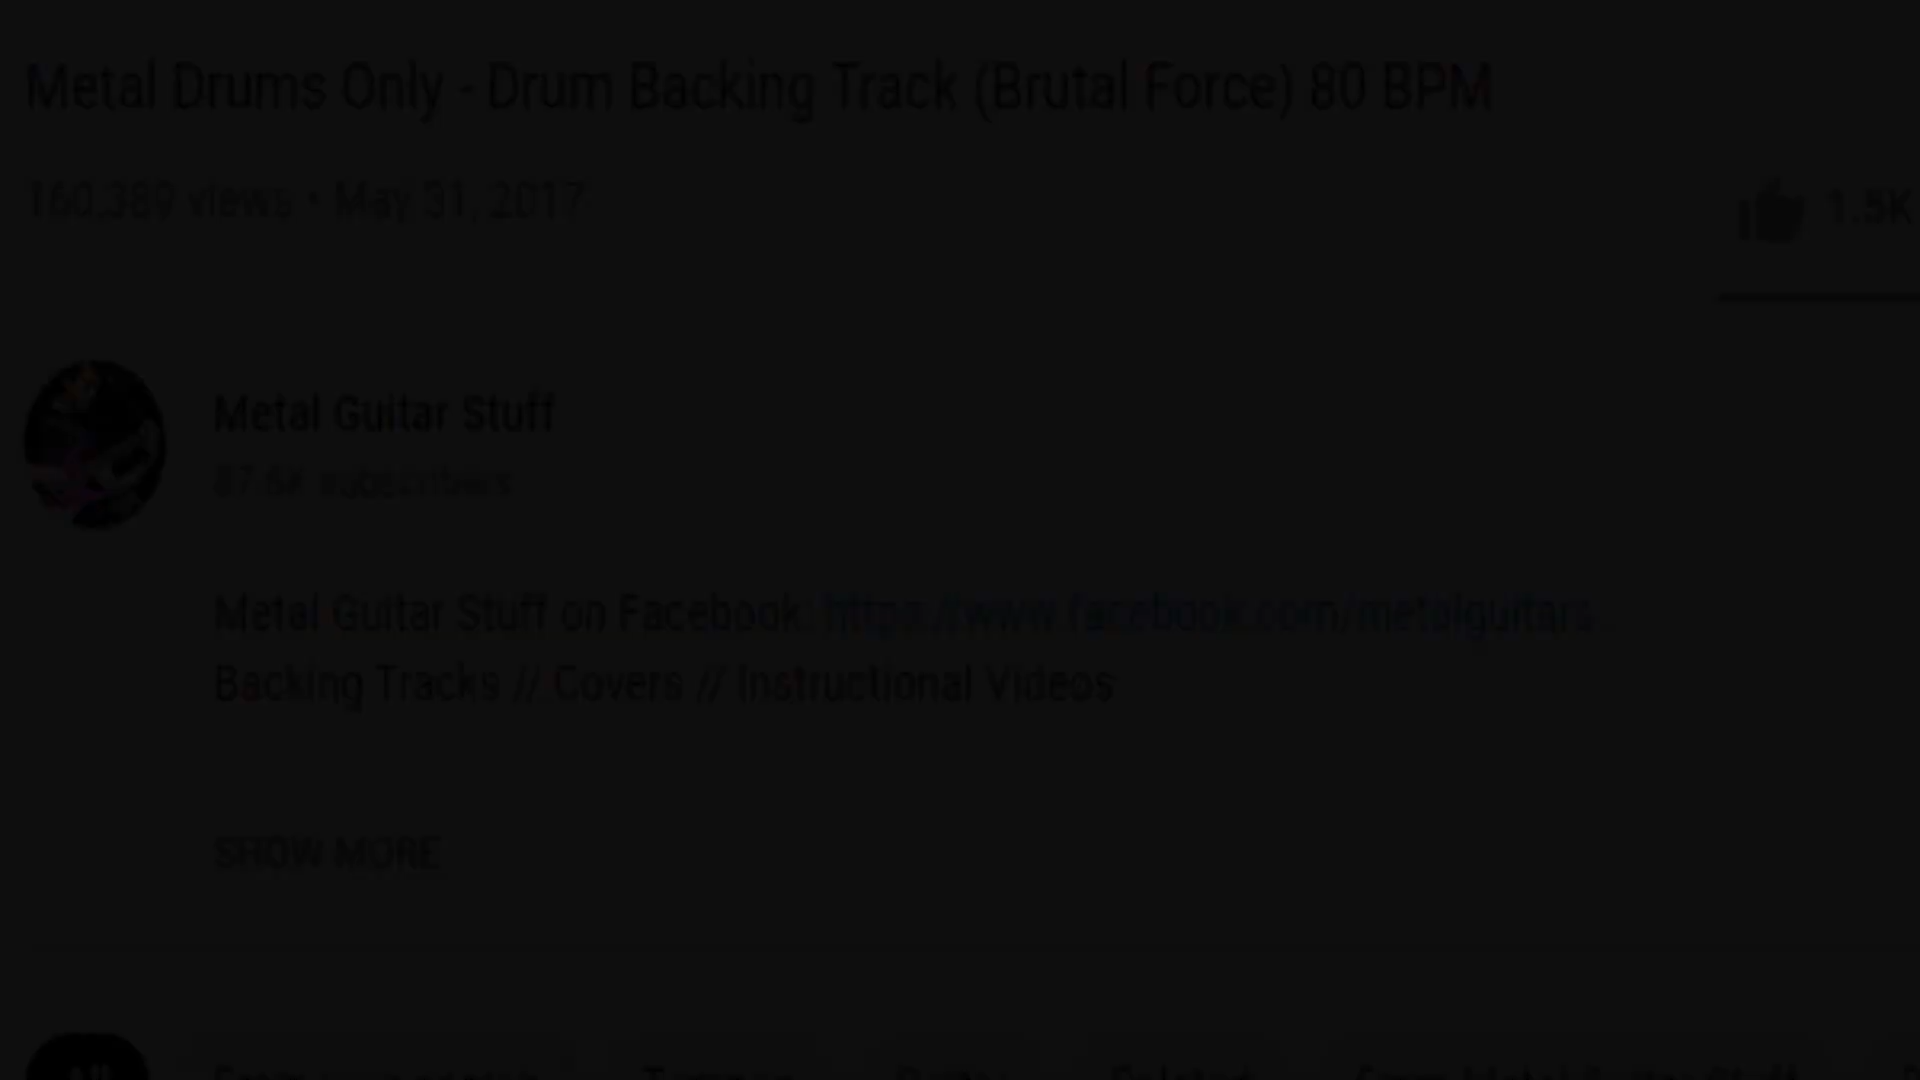 Metal Drums Only - Drum Backing Track (Brutal Force) 80 BPM
160,389 views • May 31, 2017
1.5K
Metal Guitar Stuff
87.6K subscribers
Metal Guitar Stuff on Facebook: https://www.facebook.com/metalguitars...
Backing Tracks // Covers // Instructional Videos
SHOW MORE
All